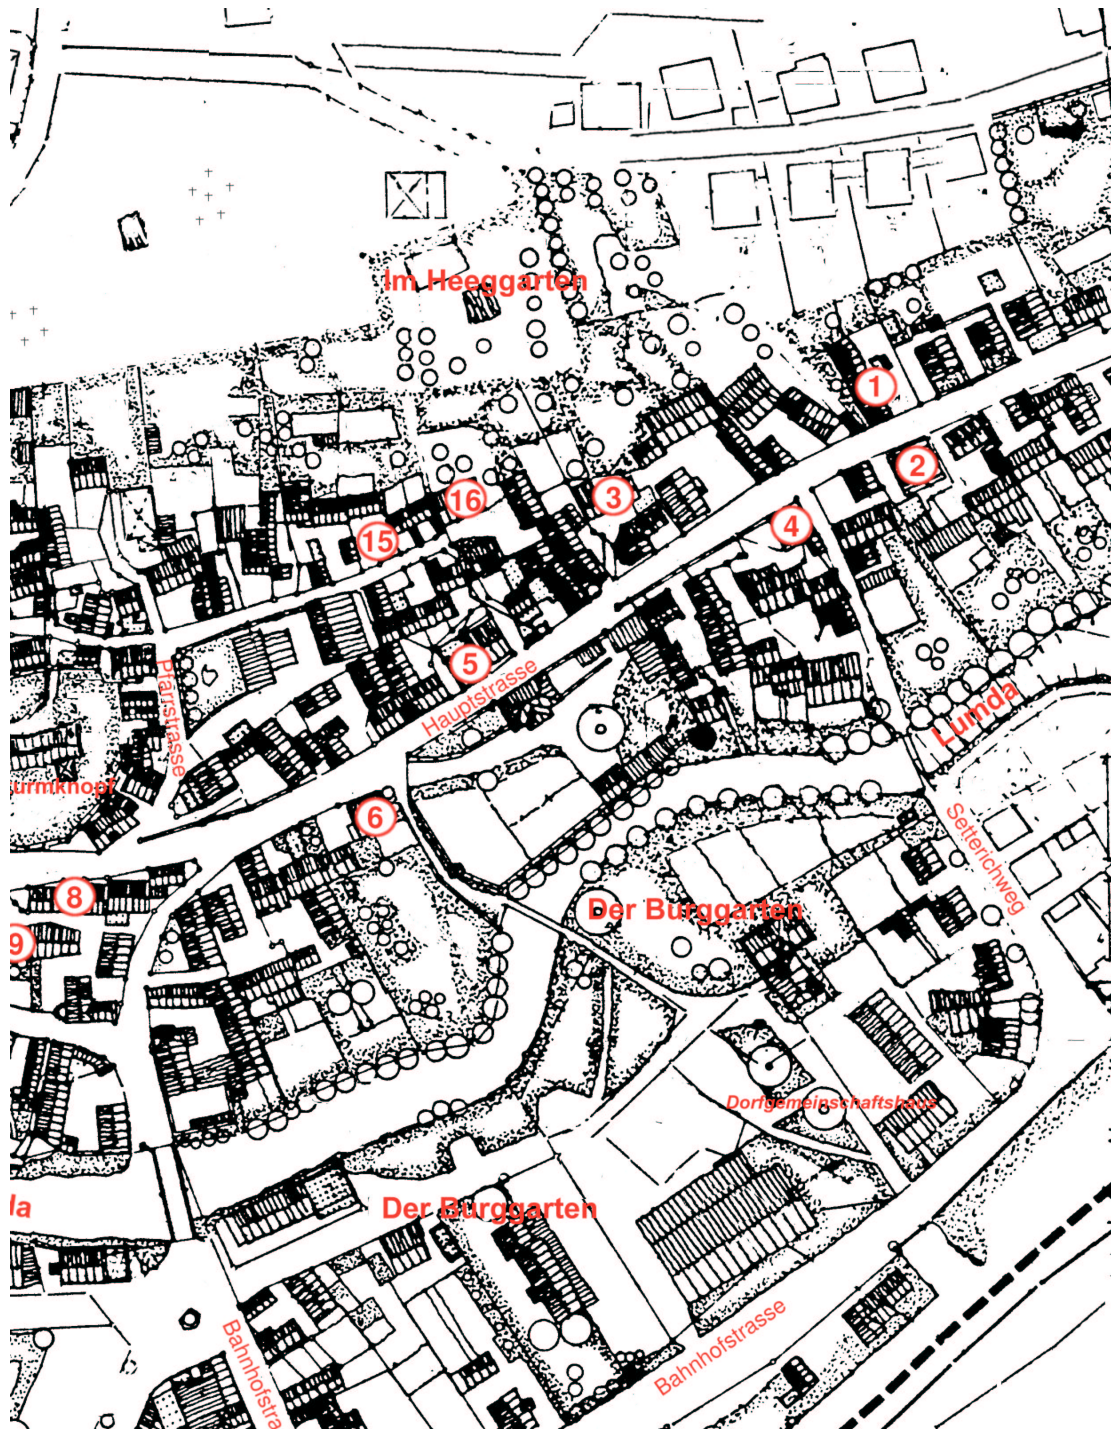 Im Heeggarten
1
2
16
3
15
4
5
Hauptstrasse
Pfarrstrasse
Lumda
urmknopf
6
Setterichweg
8
Der Burggarten
9
Dorfgemeinschaftshaus
da
Der Burggarten
Bahnhofstrasse
Bahnhofstra